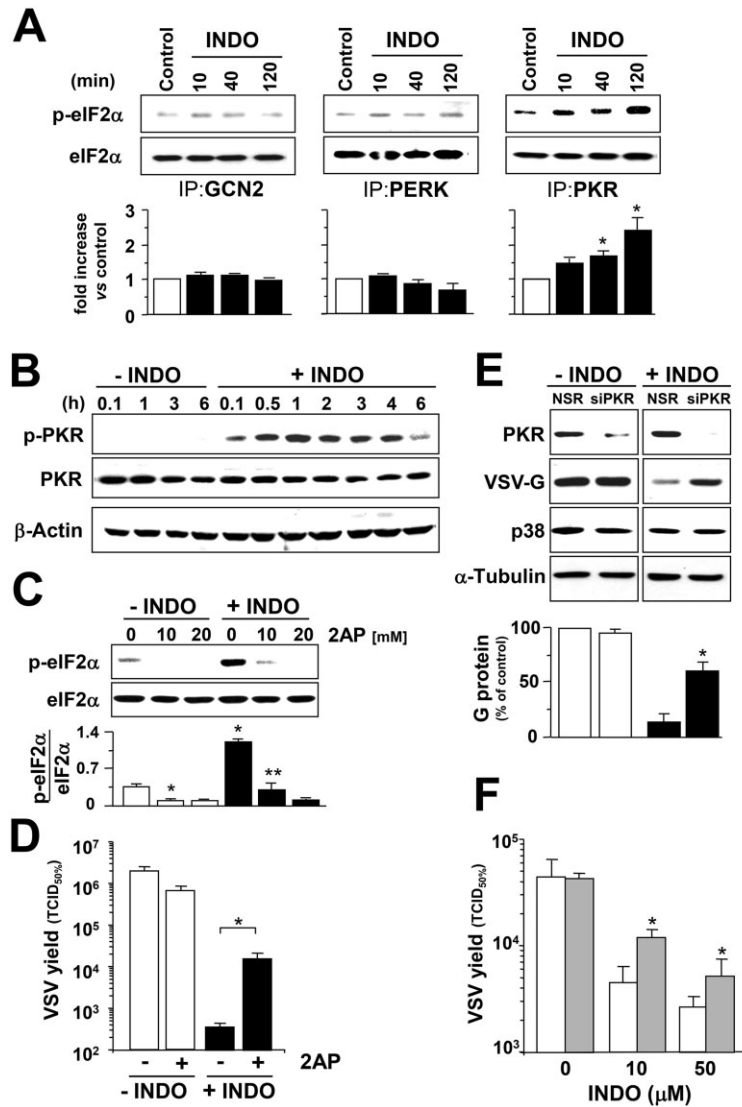 A
INDO INDO INDO
(min) Control 10 40 120 Control 10 40 120 Control 10 40 120
p-eIF2α
eIF2α
IP:GCN2 IP:PERK IP:PKR
fold increase
vs control
3
2
1
0
* *
B
- INDO + INDO
(h) 0.1 1 3 6 0.1 0.5 1 2 3 4 6
p-PKR
PKR
β-Actin
C
- INDO + INDO
0 10 20 0 10 20 2AP [mM]
p-eIF2α
eIF2α
p-eIF2α
eIF2α
1.4
0.7
0
* * **
D
VSV yield (TCID50%)
10^7
10^6
10^5
10^4
10^3
10^2
*
- + - + 2AP
- INDO + INDO
E
- INDO + INDO
NSR siPKR NSR siPKR
PKR
VSV-G
p38
α-Tubulin
G protein
(% of control)
100
50
0
*
F
VSV yield (TCID50%)
10^5
10^4
10^3
* *
0 10 50
INDO (μM)